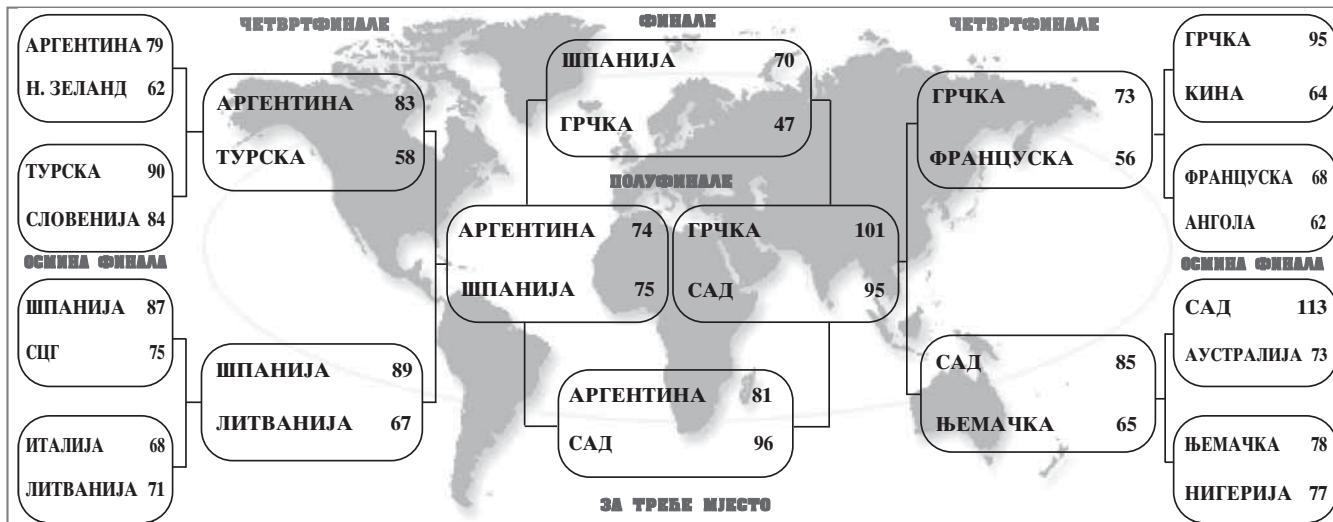 ЧЕТВРТФИНАЛЕ
ФИНАЛЕ
ЧЕТВРТФИНАЛЕ
АРГЕНТИНА 79
Н. ЗЕЛАНД 62
АРГЕНТИНА 83
ТУРСКА 58
ТУРСКА 90
СЛОВЕНИЈА 84
ОСМИНА ФИНАЛА
ШПАНИЈА 87
СЦГ 75
ШПАНИЈА 89
ЛИТВАНИЈА 67
ИТАЛИЈА 68
ЛИТВАНИЈА 71
ШПАНИЈА 70
ГРЧКА 47
ПОЛУФИНАЛЕ
АРГЕНТИНА 74
ШПАНИЈА 75
ГРЧКА 101
САД 95
АРГЕНТИНА 81
САД 96
ЗА ТРЕЋЕ МЈЕСТО
ГРЧКА 73
ФРАНЦУСКА 56
ГРЧКА 95
КИНА 64
ФРАНЦУСКА 68
АНГОЛА 62
ОСМИНА ФИНАЛА
САД 113
АУСТРАЛИЈА 73
САД 85
ЊЕМАЧКА 65
ЊЕМАЧКА 78
НИГЕРИЈА 77